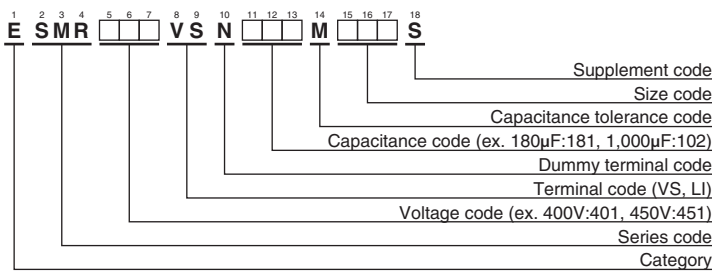 1 2 3 4 5 6 7 8 9 10 11 12 13 14 15 16 17 18
E SMR VS N M S
Supplement code
Size code
Capacitance tolerance code
Capacitance code (ex. 180μF:181, 1,000μF:102)
Dummy terminal code
Terminal code (VS, LI)
Voltage code (ex. 400V:401, 450V:451)
Series code
Category